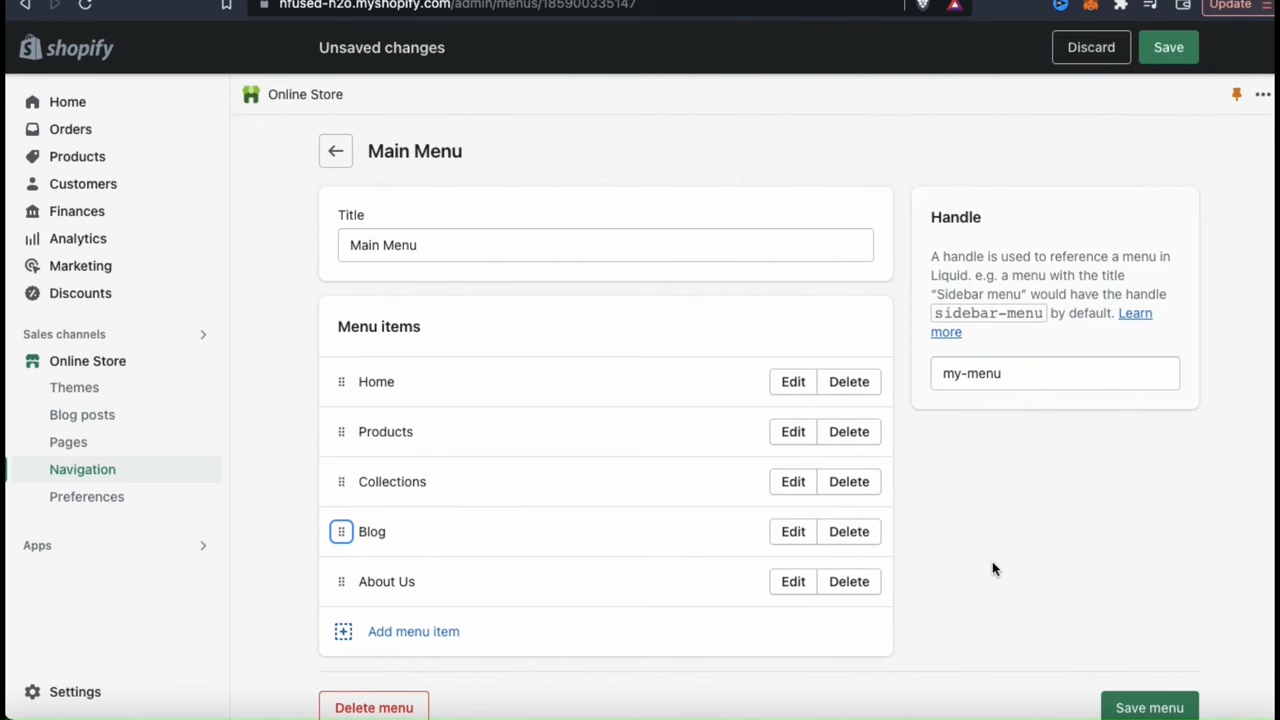 nfused-h2o.myshopify.com/admin/menus/185900335147
Update
shopify
Unsaved changes
Discard
Save
Home
Orders
Products
Customers
Finances
Analytics
Marketing
Discounts
Sales channels
Online Store
Themes
Blog posts
Pages
Navigation
Preferences
Apps
Settings
Online Store
Main Menu
Title
Main Menu
Menu items
Home
Edit
Delete
Products
Edit
Delete
Collections
Edit
Delete
Blog
Edit
Delete
About Us
Edit
Delete
Add menu item
Handle
A handle is used to reference a menu in
Liquid. e.g. a menu with the title
“Sidebar menu” would have the handle
sidebar-menu by default. Learn
more
my-menu
Delete menu
Save menu